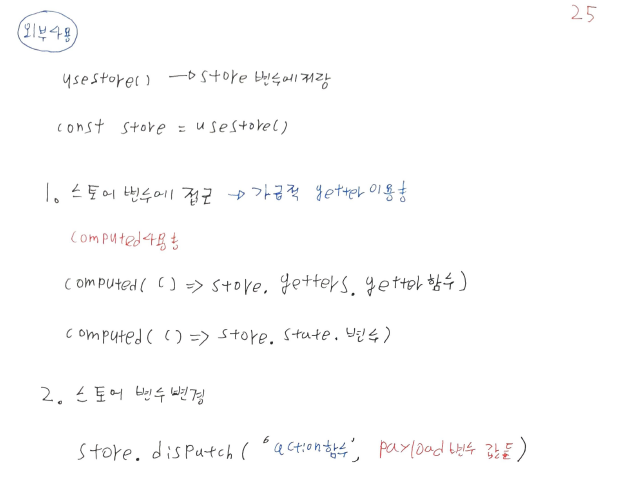 25
외부사용
usestore() → store 변수에 저장
const store = usestore()
1. 스토어 변수에 접근 → 가급적 getter 이용
computed사용
computed( () => store. getters. getter함수)
computed( () => store. state. 변수)
2. 스토어 변수변경
store. dispatch( 'action함수', payload변수 값들)